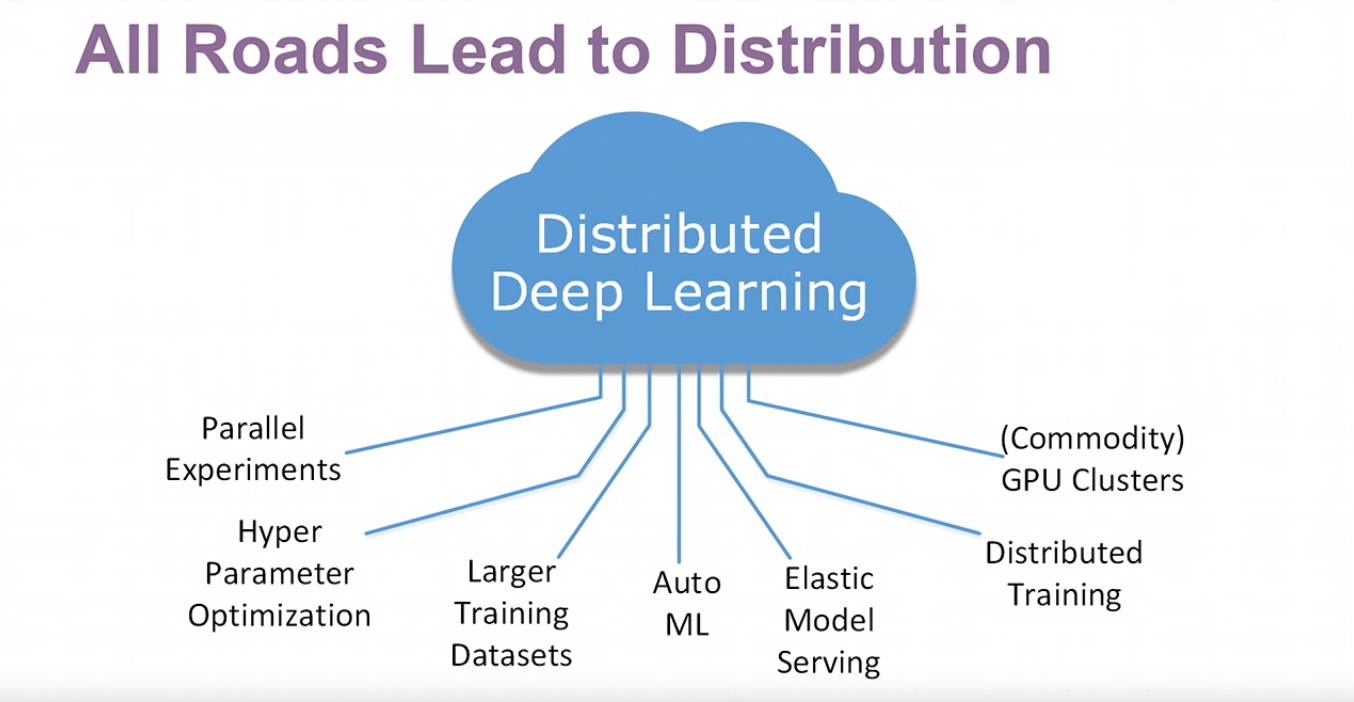 All Roads Lead to Distribution
Distributed
Deep Learning
Parallel
Experiments
Hyper
Parameter
Optimization
Larger
Training
Datasets
Auto
ML
Elastic
Model
Serving
Distributed
Training
(Commodity)
GPU Clusters